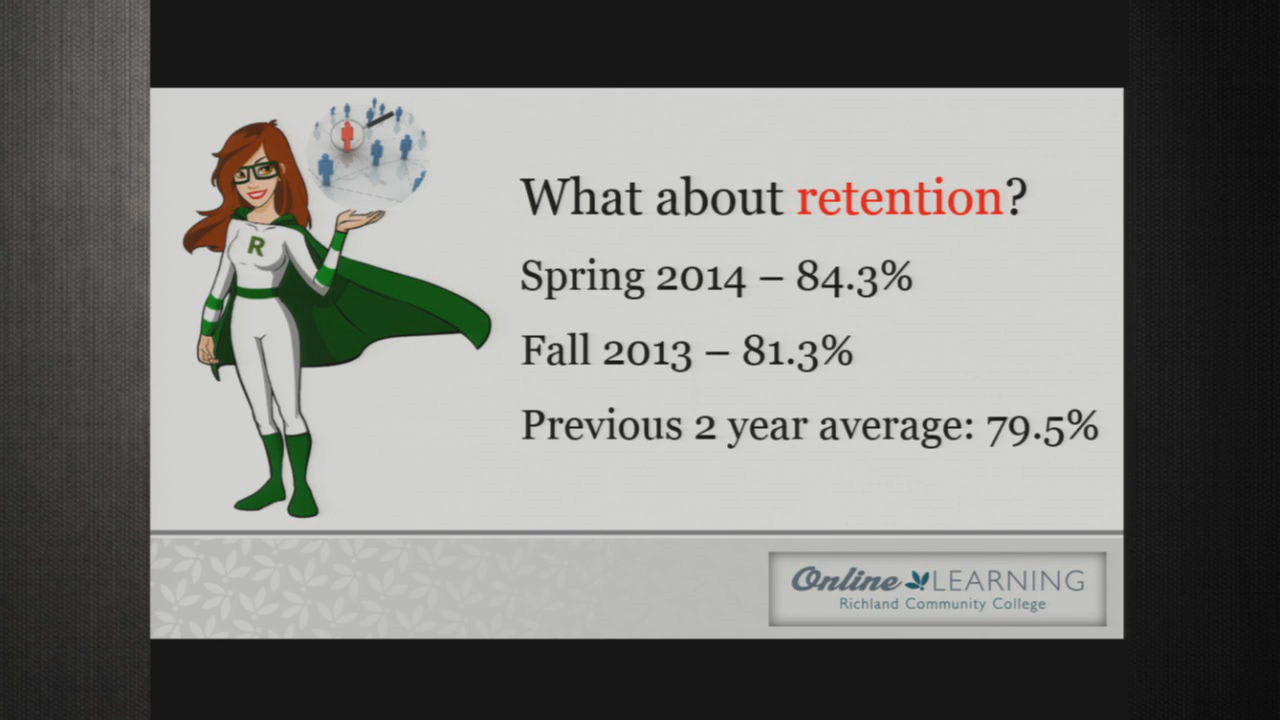 R
What about retention?
Spring 2014 – 84.3%
Fall 2013 – 81.3%
Previous 2 year average: 79.5%
Online LEARNING
Richland Community College